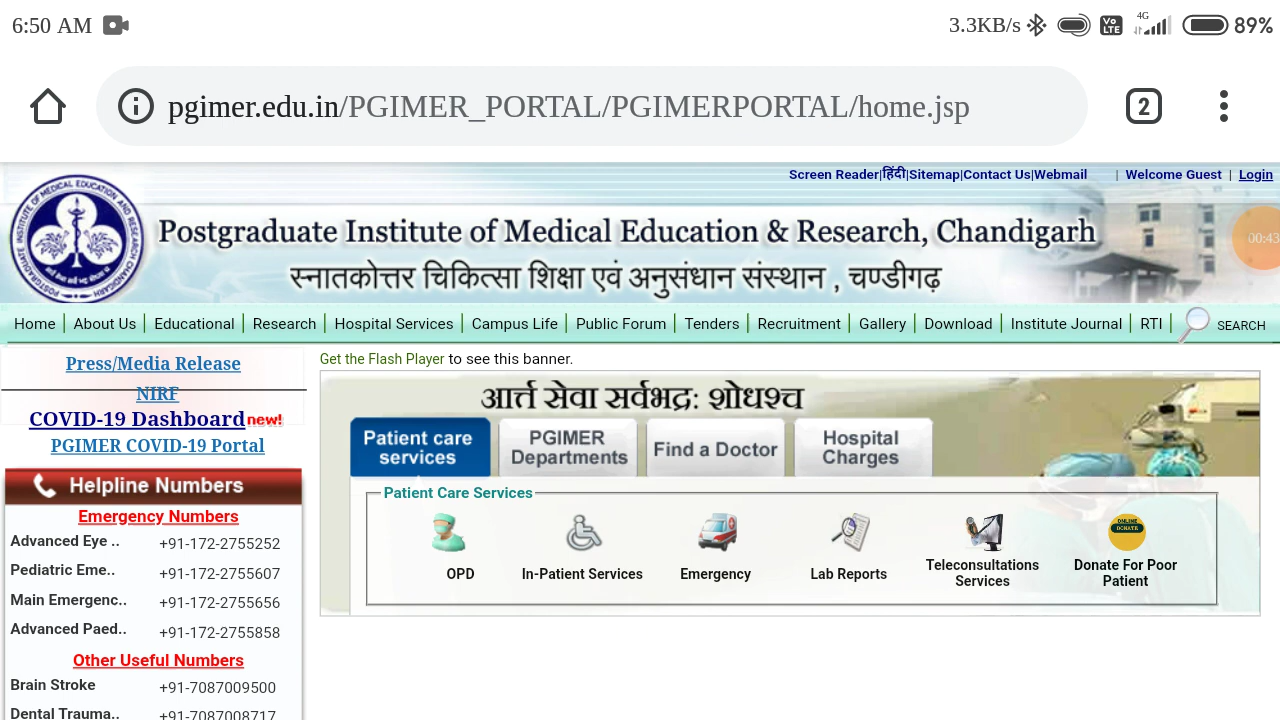 6:50 AM
3.3KB/s
4G
Vo LTE
89%
pgimer.edu.in/PGIMER_PORTAL/PGIMERPORTAL/home.jsp
2
Screen Reader|हिंदी|Sitemap|Contact Us|Webmail | Welcome Guest | Login
Postgraduate Institute of Medical Education & Research, Chandigarh
स्नातकोत्तर चिकित्सा शिक्षा एवं अनुसंधान संस्थान , चण्डीगढ़
00:43
Home | About Us | Educational | Research | Hospital Services | Campus Life | Public Forum | Tenders | Recruitment | Gallery | Download | Institute Journal | RTI | SEARCH
Press/Media Release
NIRF
COVID-19 Dashboard new!
PGIMER COVID-19 Portal
Helpline Numbers
Emergency Numbers
Advanced Eye .. +91-172-2755252
Pediatric Eme.. +91-172-2755607
Main Emergenc.. +91-172-2755656
Advanced Paed.. +91-172-2755858
Other Useful Numbers
Brain Stroke +91-7087009500
Dental Trauma.. +91-7087008717
Get the Flash Player to see this banner.
आर्त्त सेवा सर्वभद्र: शोधश्च
Patient care services
PGIMER Departments
Find a Doctor
Hospital Charges
Patient Care Services
OPD
In-Patient Services
Emergency
Lab Reports
Teleconsultations Services
ONLINE DONATE
Donate For Poor Patient